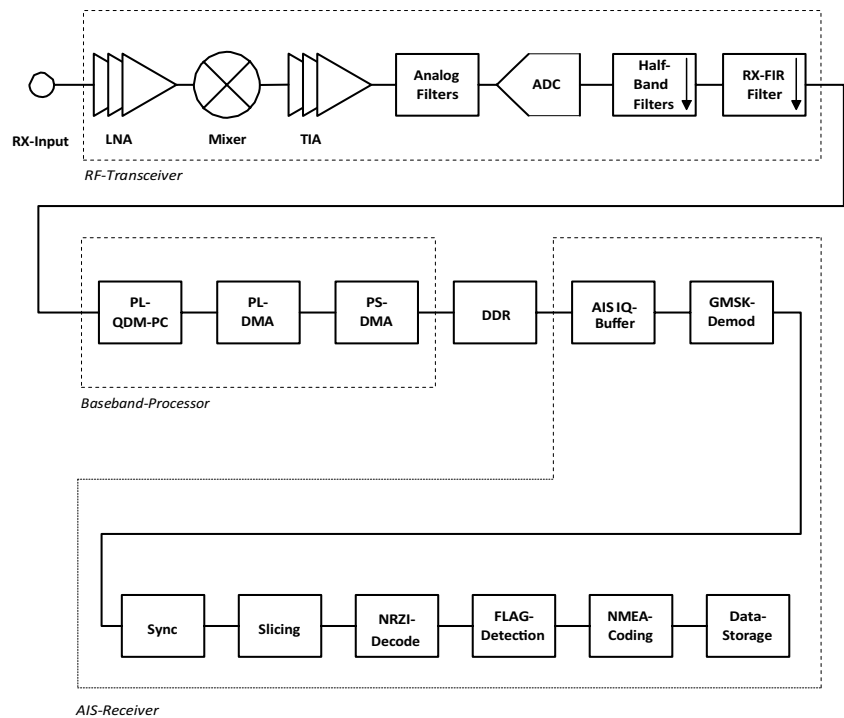 RX-Input
LNA
Mixer
TIA
Analog
Filters
ADC
Half-
Band
Filters
RX-FIR
Filter
RF-Transceiver
PL-
QDM-PC
PL-
DMA
PS-
DMA
DDR
AIS IQ-
Buffer
GMSK-
Demod
Baseband-Processor
Sync
Slicing
NRZI-
Decode
FLAG-
Detection
NMEA-
Coding
Data-
Storage
AIS-Receiver